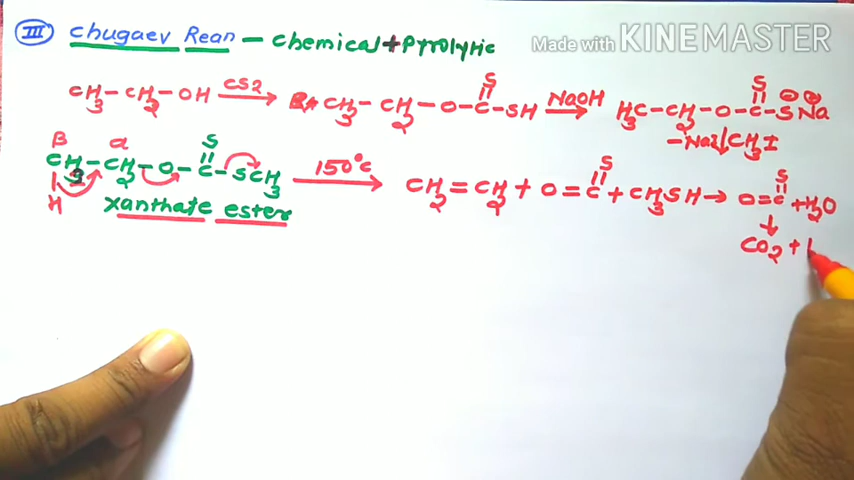 III chugaev Rean - chemical + Pyrolytic
Made with KINEMASTER
CH3-CH2-OH CS2 → CH3-CH2-O-C-SH NaOH → H3C-CH2-O-C-S⊖Na⊕
S S
-NaI ↓ CH3I
β α
CH3-CH2-O-C-SCH3 150°C → CH2=CH2 + O=C + CH3SH → O=C + H2O
S S S
H
xanthate ester
↓
CO2 +